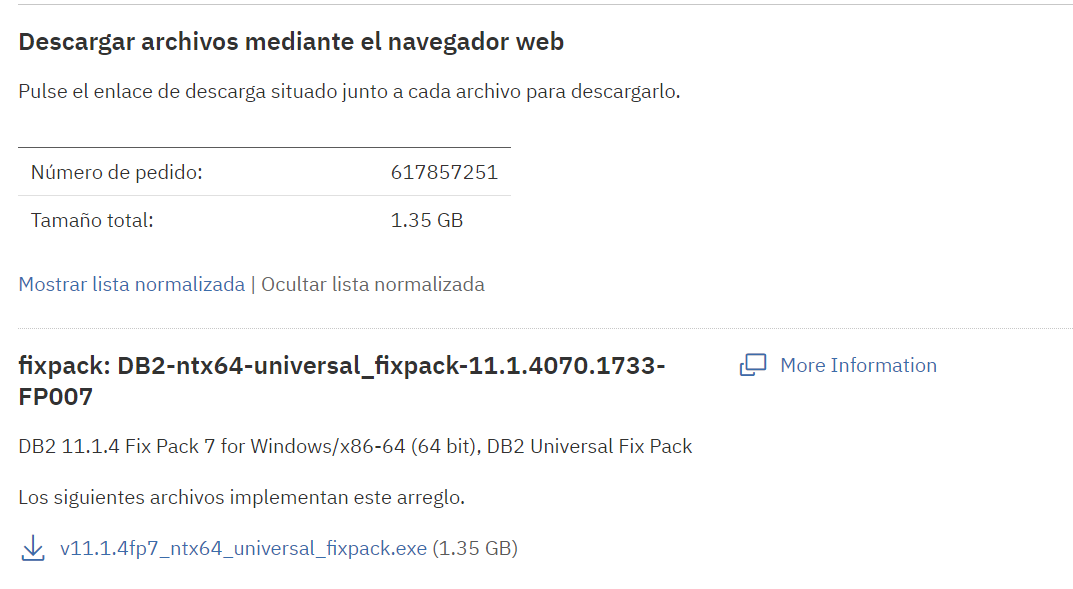 Descargar archivos mediante el navegador web
Pulse el enlace de descarga situado junto a cada archivo para descargarlo.
Número de pedido: 617857251
Tamaño total: 1.35 GB
Mostrar lista normalizada | Ocultar lista normalizada
fixpack: DB2-ntx64-universal_fixpack-11.1.4070.1733-
FP007
More Information
DB2 11.1.4 Fix Pack 7 for Windows/x86-64 (64 bit), DB2 Universal Fix Pack
Los siguientes archivos implementan este arreglo.
v11.1.4fp7_ntx64_universal_fixpack.exe (1.35 GB)